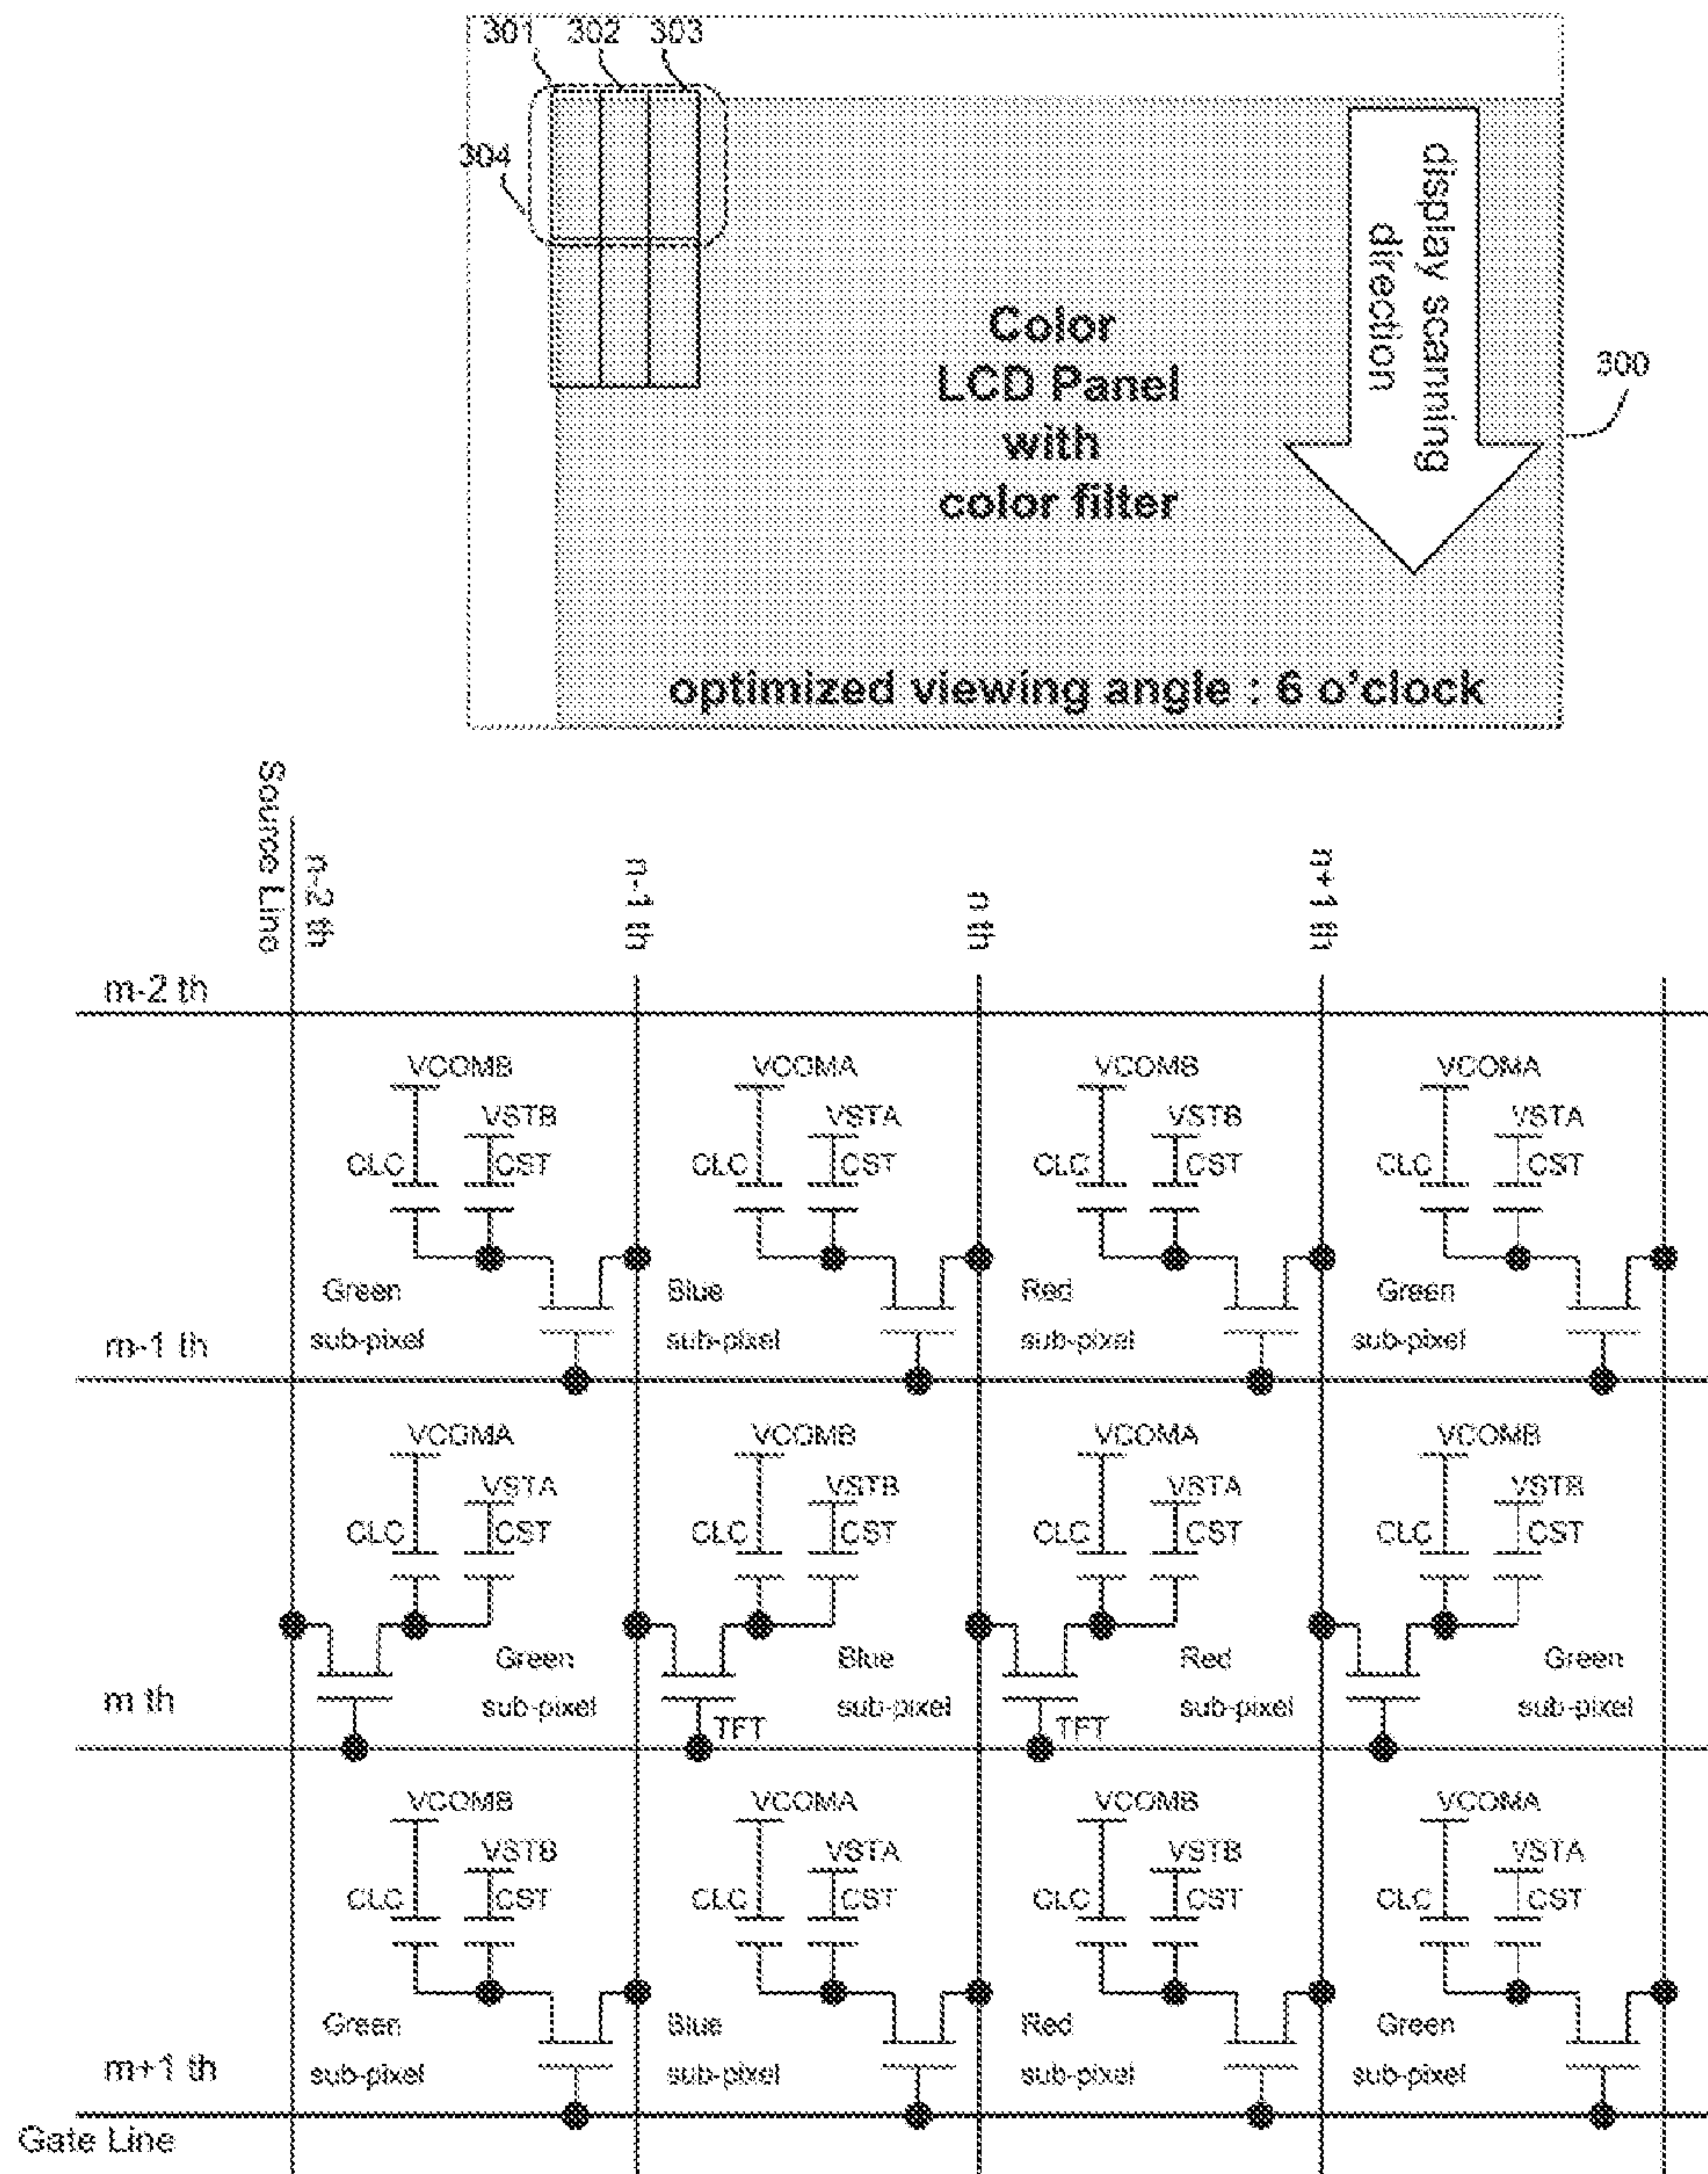 301 302 303
304
display scanning
direction
300
Color
LCD Panel
with
color filter
optimized viewing angle : 6 o'clock
Source Line
n-2 th
n-1 th
n th
n+1 th
m-2 th
VCOMB VCOMA VCOMB VCOMA
VSTB VSTA VSTB VSTA
CLC CST CLC CST CLC CST CLC CST
Green Blue Red Green
sub-pixel sub-pixel sub-pixel sub-pixel
m-1 th
VCOMA VCOMB VCOMA VCOMB
VSTA VSTB VSTA VSTB
CLC CST CLC CST CLC CST CLC CST
Green Blue Red Green
sub-pixel sub-pixel sub-pixel sub-pixel
m th
TFT TFT
VCOMB VCOMA VCOMB VCOMA
VSTB VSTA VSTB VSTA
CLC CST CLC CST CLC CST CLC CST
Green Blue Red Green
sub-pixel sub-pixel sub-pixel sub-pixel
m+1 th
Gate Line